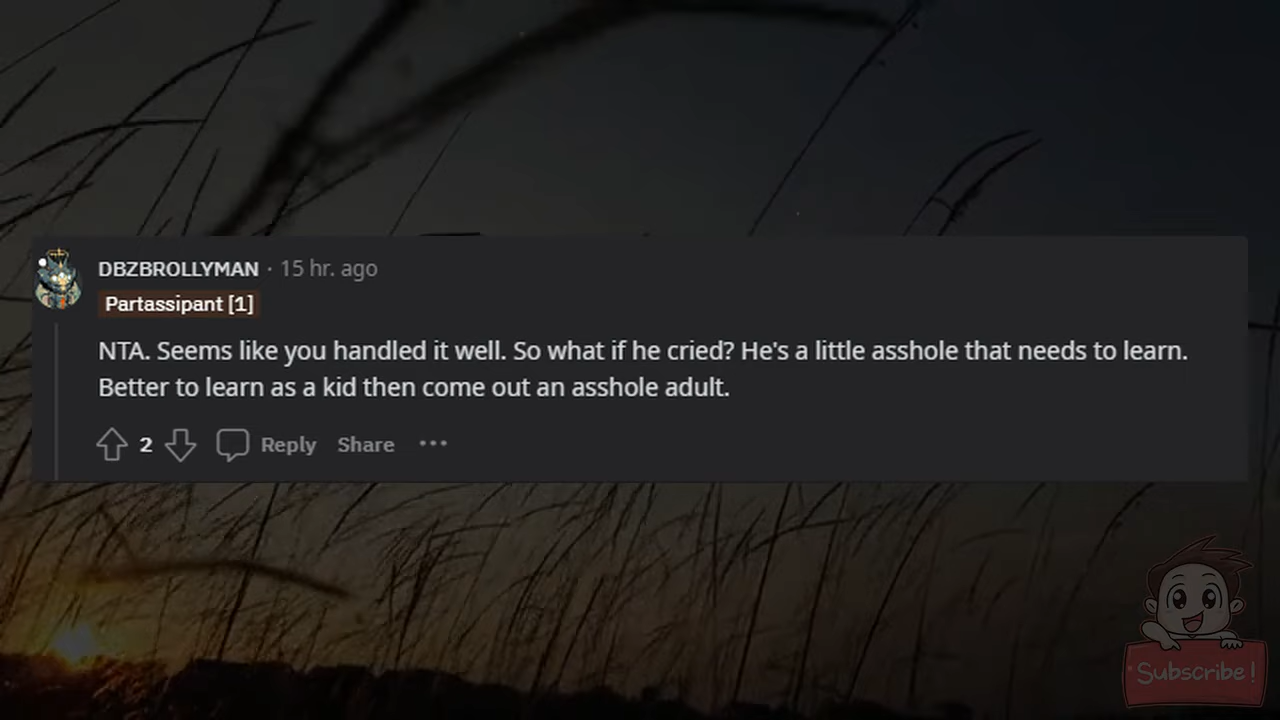 DBZBROLLYMAN · 15 hr. ago
Partassipant [1]
NTA. Seems like you handled it well. So what if he cried? He's a little asshole that needs to learn.
Better to learn as a kid then come out an asshole adult.
2 Reply Share ···
Subscribe!